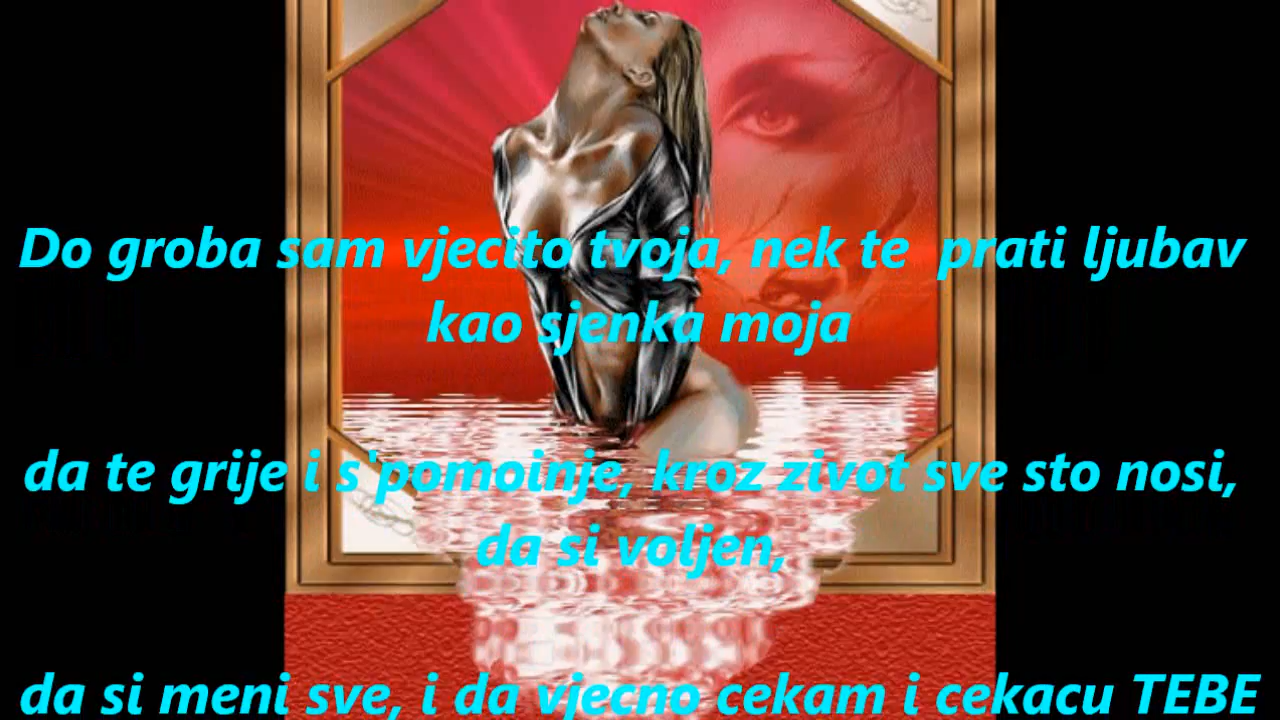 Do groba sam vjecito tvoja, nek te  prati ljubav
kao sjenka moja
da te grije i s'pomoinje, kroz zivot sve sto nosi,
da si voljen,
da si meni sve, i da vjecno cekam i cekacu TEBE